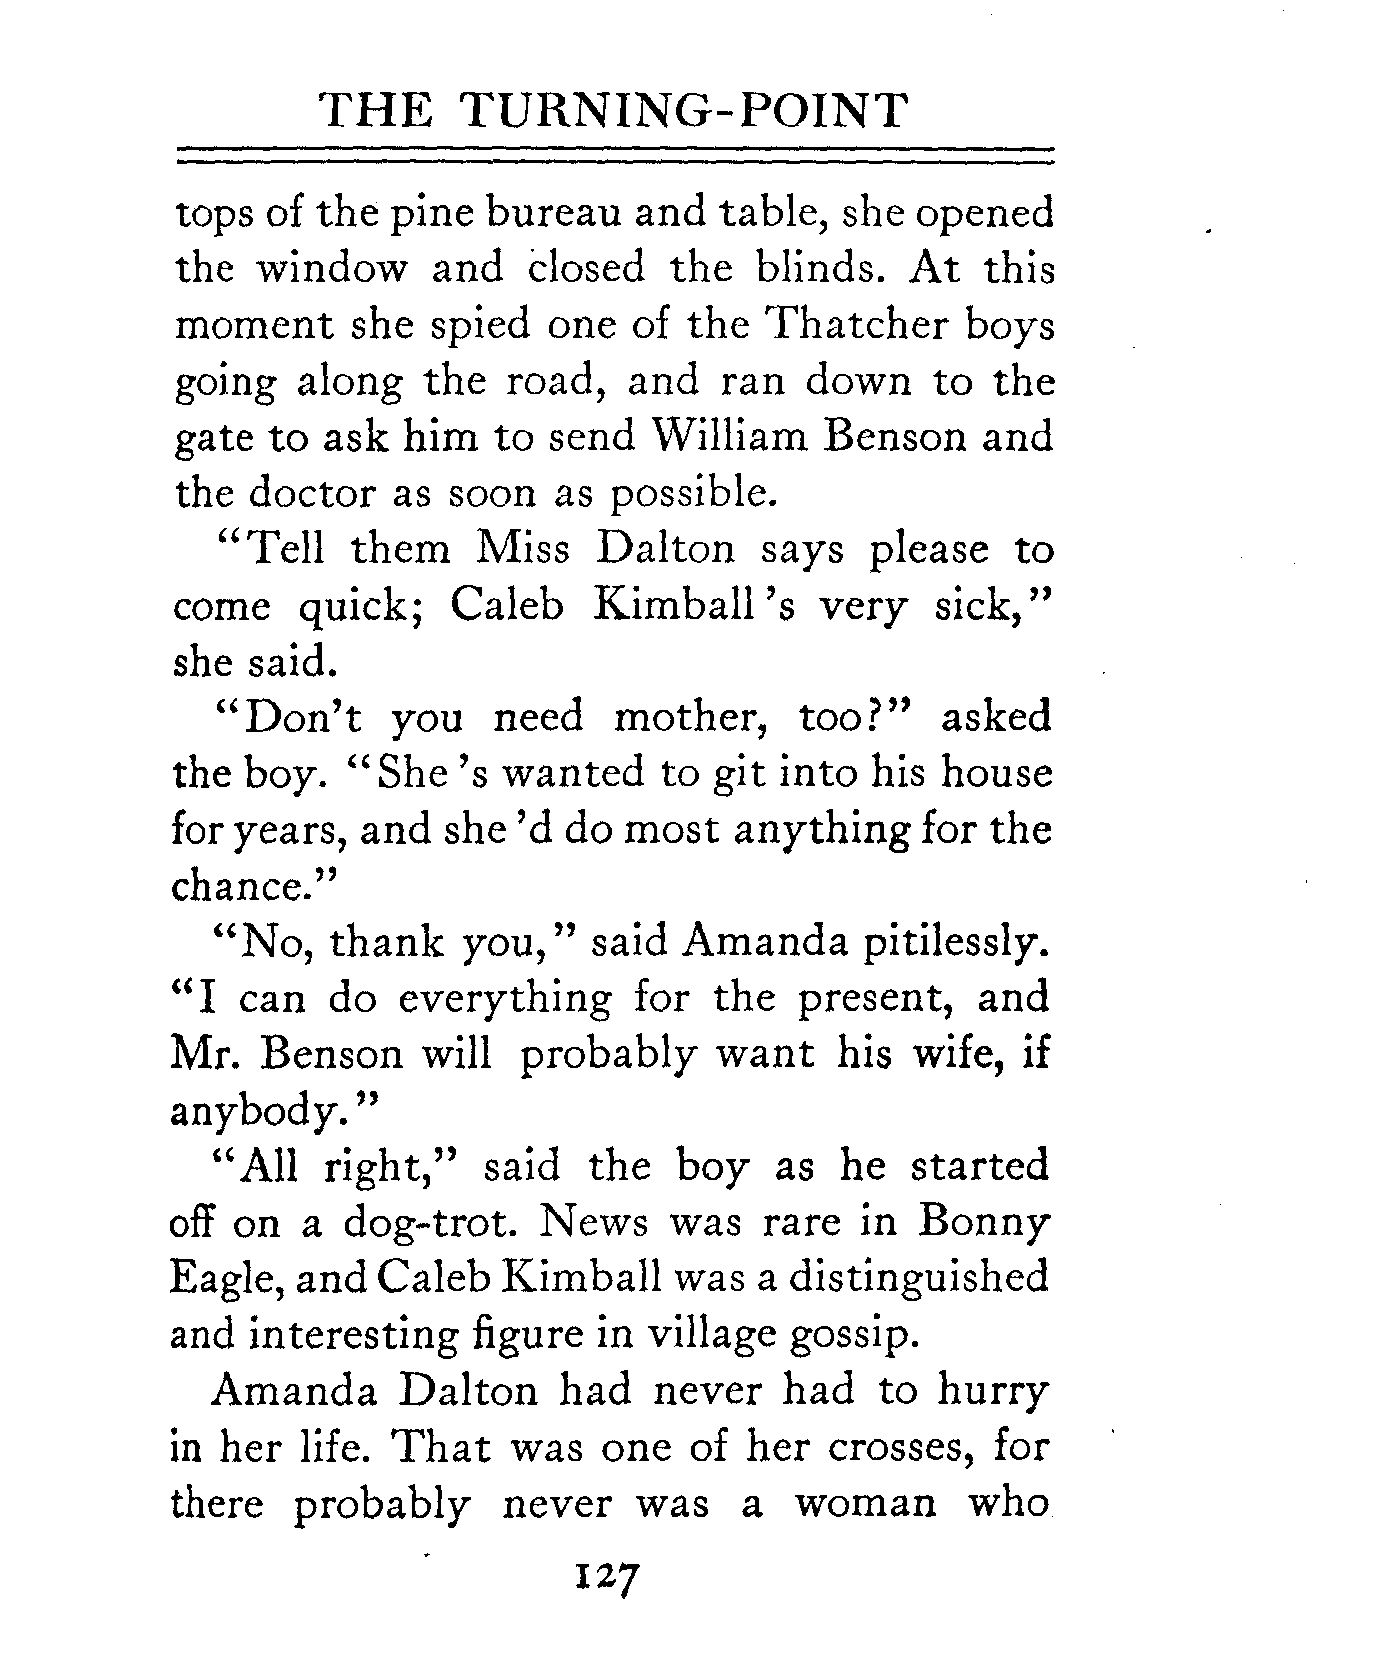 THE TURNING-POINT
tops of the pine bureau and table, she opened
the window and closed the blinds. At this
moment she spied one of the Thatcher boys
going along the road, and ran down to the
gate to ask him to send William Benson and
the doctor as soon as possible.
"Tell them Miss Dalton says please to
come quick; Caleb Kimball 's very sick,"
she said.
"Don't you need mother, too?" asked
the boy. "She 's wanted to git into his house
for years, and she 'd do most anything for the
chance."
"No, thank you," said Amanda pitilessly.
"I can do everything for the present, and
Mr. Benson will probably want his wife, if
anybody."
"All right," said the boy as he started
off on a dog-trot. News was rare in Bonny
Eagle, and Caleb Kimball was a distinguished
and interesting figure in village gossip.
Amanda Dalton had never had to hurry
in her life. That was one of her crosses, for
there probably never was a woman who
127